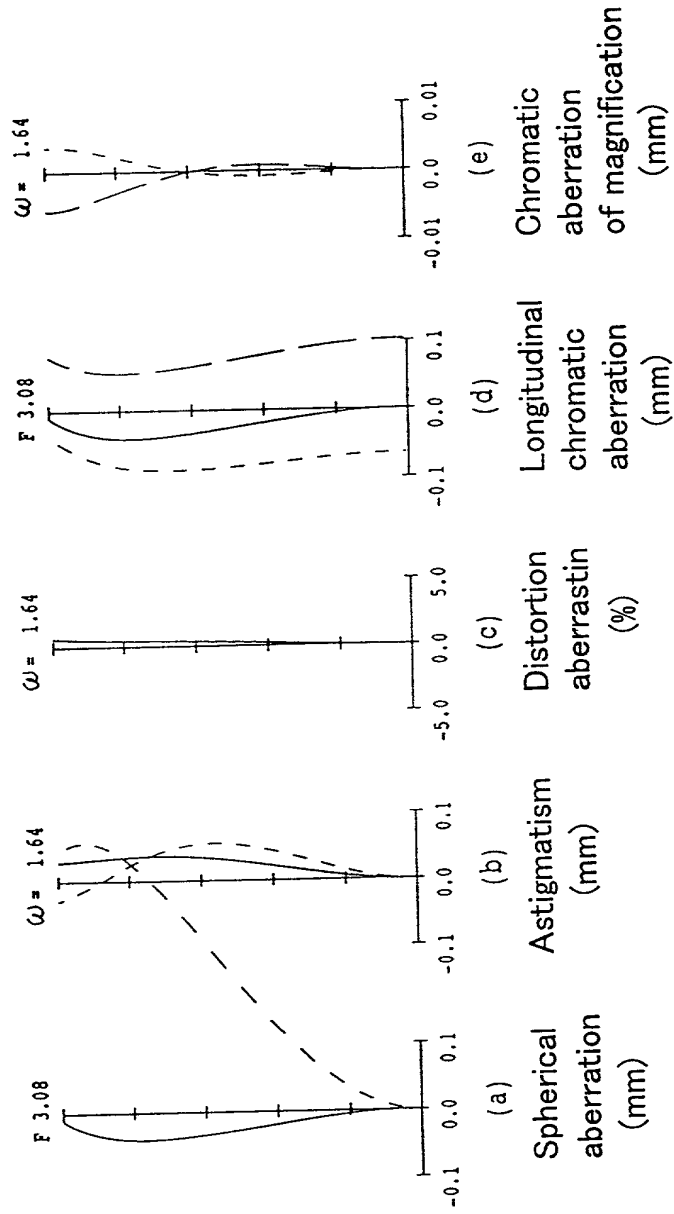 F 3.08
-0.1 0.0 0.1
(a)
Spherical
aberration
(mm)
ω = 1.64
-0.1 0.0 0.1
(b)
Astigmatism
(mm)
ω = 1.64
-5.0 0.0 5.0
(c)
Distortion
aberrastin
(%)
F 3.08
-0.1 0.0 0.1
(d)
Longitudinal
chromatic
aberration
(mm)
ω = 1.64
-0.01 0.0 0.01
(e)
Chromatic
aberration
of magnification
(mm)